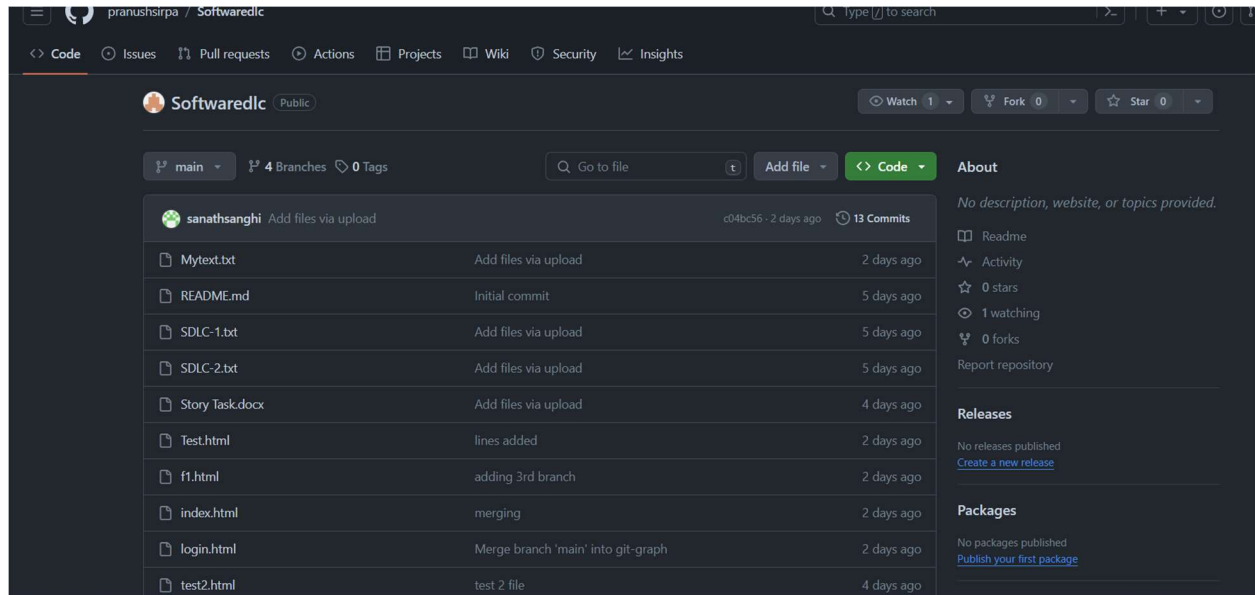 pranushsirpa / Softwaredlc
Type / to search
Code Issues Pull requests Actions Projects Wiki Security Insights
Softwaredlc Public
Watch 1 Fork 0 Star 0
main 4 Branches 0 Tags Go to file t Add file Code
sanathsanghi Add files via upload c04bc56 · 2 days ago 13 Commits
Mytext.txt Add files via upload 2 days ago
README.md Initial commit 5 days ago
SDLC-1.txt Add files via upload 5 days ago
SDLC-2.txt Add files via upload 5 days ago
Story Task.docx Add files via upload 4 days ago
Test.html lines added 2 days ago
f1.html adding 3rd branch 2 days ago
index.html merging 2 days ago
login.html Merge branch 'main' into git-graph 2 days ago
test2.html test 2 file 4 days ago
About
No description, website, or topics provided.
Readme
Activity
0 stars
1 watching
0 forks
Report repository
Releases
No releases published
Create a new release
Packages
No packages published
Publish your first package